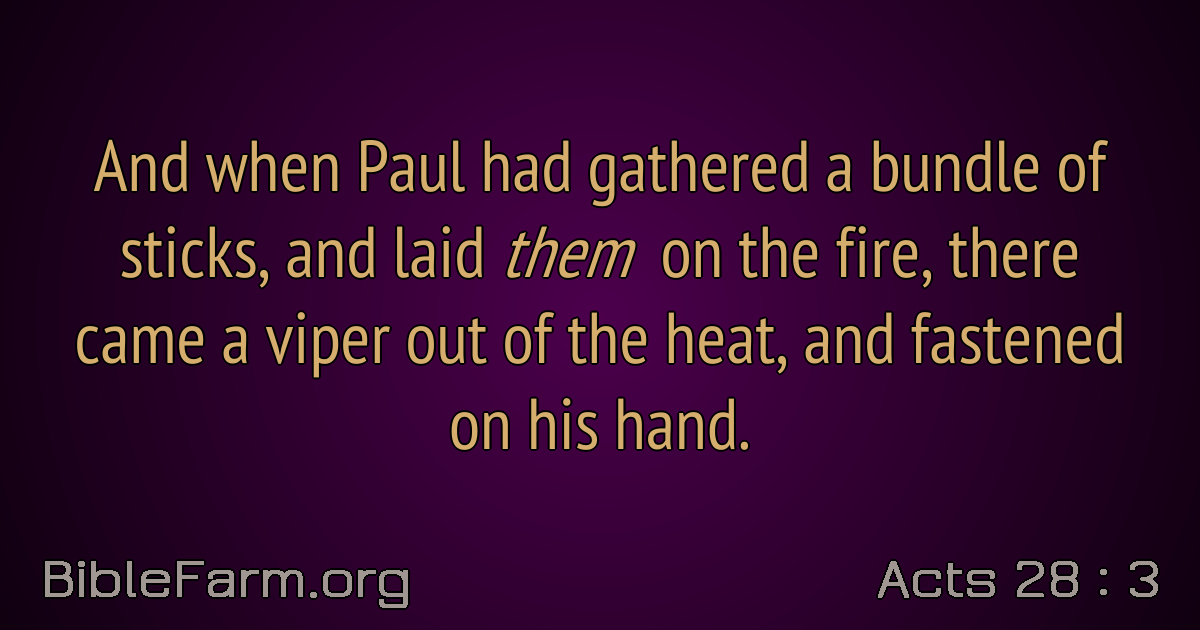 And when Paul had gathered a bundle of
sticks, and laid them on the fire, there
came a viper out of the heat, and fastened
on his hand.
BibleFarm.org
Acts 28 : 3